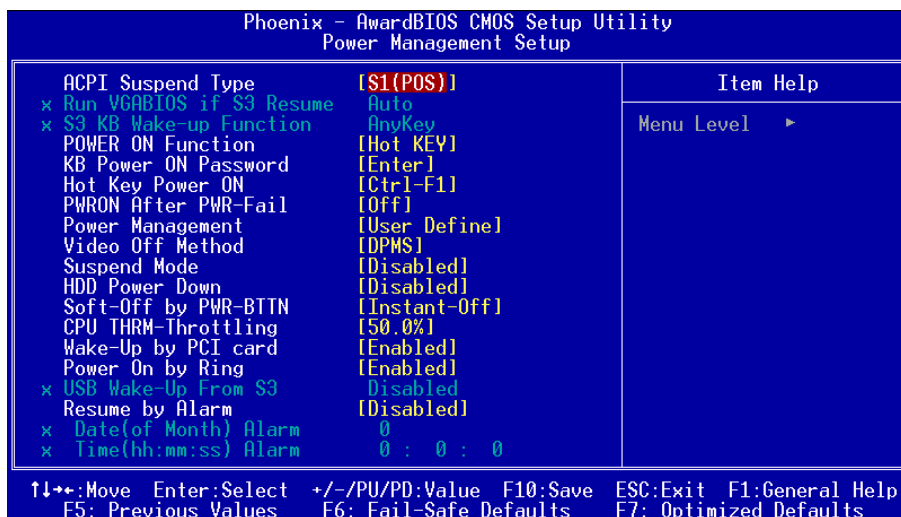 Phoenix - AwardBIOS CMOS Setup Utility
Power Management Setup
ACPI Suspend Type [S1(POS)]
x Run VGABIOS if S3 Resume Auto
x S3 KB Wake-up Function AnyKey
POWER ON Function [Hot KEY]
KB Power ON Password [Enter]
Hot Key Power ON [Ctrl-F1]
PWRON After PWR-Fail [Off]
Power Management [User Define]
Video Off Method [DPMS]
Suspend Mode [Disabled]
HDD Power Down [Disabled]
Soft-Off by PWR-BTTN [Instant-Off]
CPU THRM-Throttling [50.0%]
Wake-Up by PCI card [Enabled]
Power On by Ring [Enabled]
x USB Wake-Up From S3 Disabled
Resume by Alarm [Disabled]
x Date(of Month) Alarm 0
x Time(hh:mm:ss) Alarm 0 : 0 : 0
Item Help
Menu Level ►
↑↓→←:Move Enter:Select +/-/PU/PD:Value F10:Save ESC:Exit F1:General Help
F5: Previous Values F6: Fail-Safe Defaults F7: Optimized Defaults